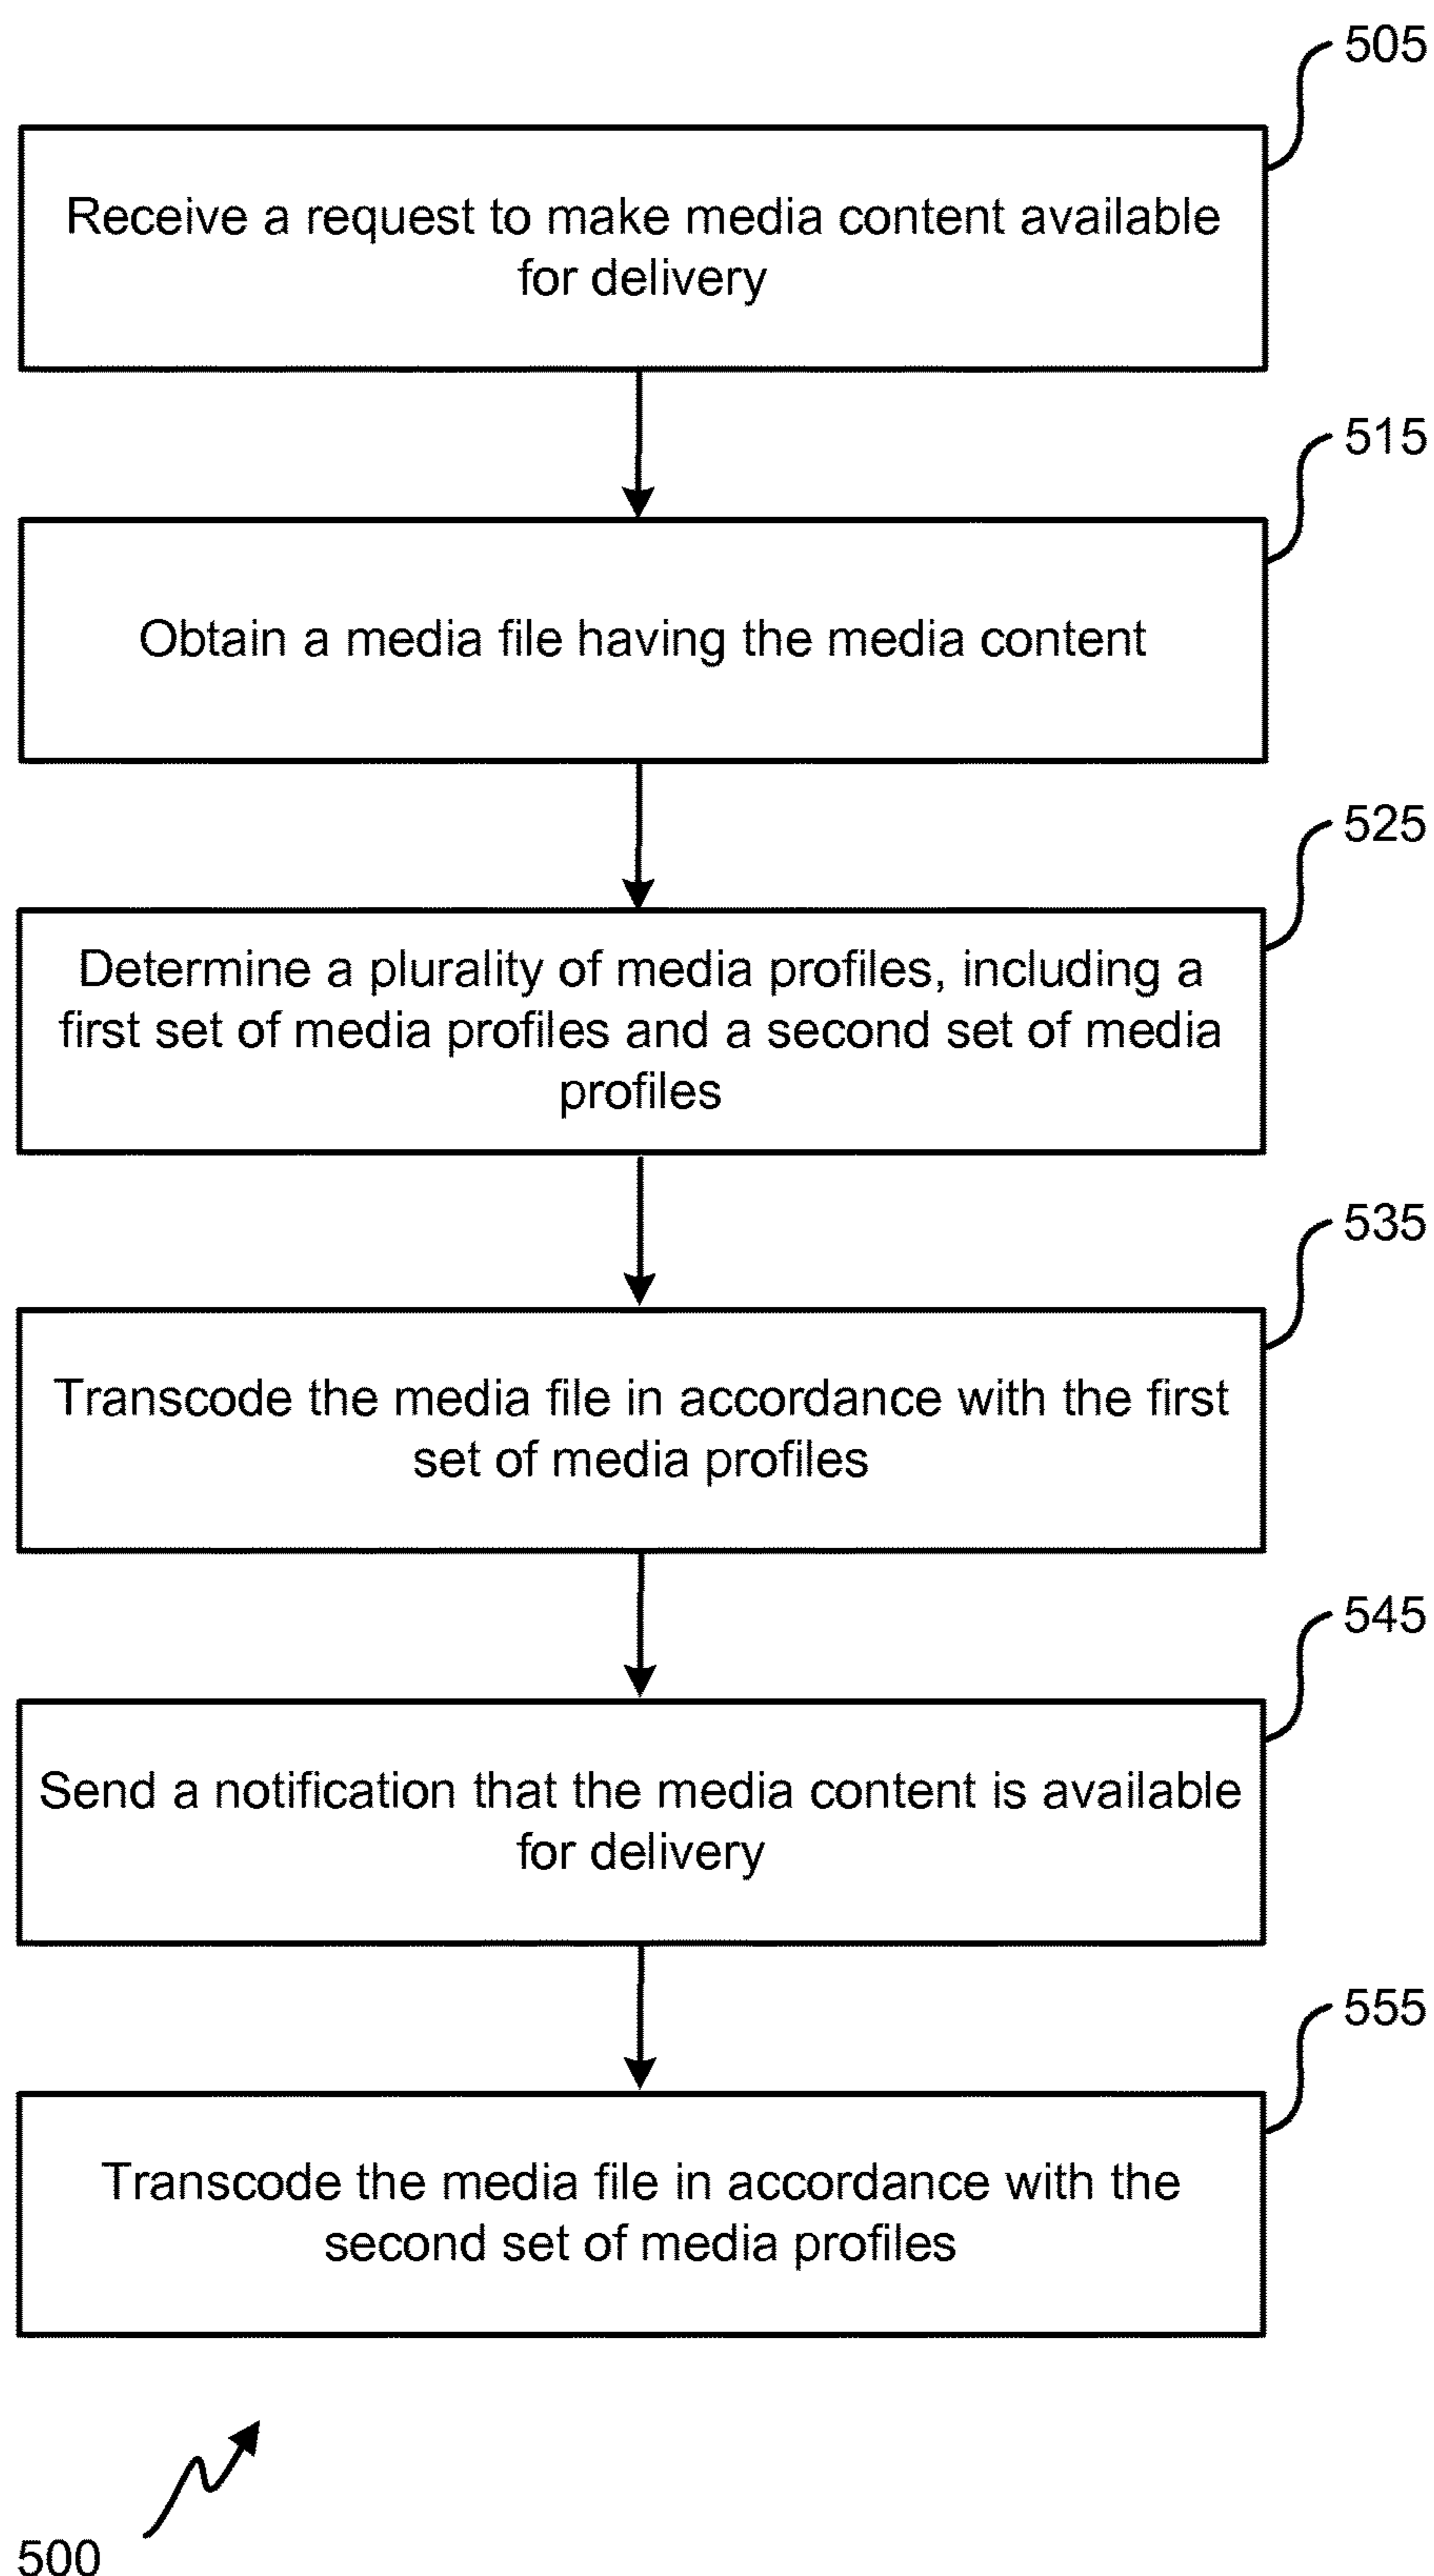 505
Receive a request to make media content available
for delivery
515
Obtain a media file having the media content
525
Determine a plurality of media profiles, including a
first set of media profiles and a second set of media
profiles
535
Transcode the media file in accordance with the first
set of media profiles
545
Send a notification that the media content is available
for delivery
555
Transcode the media file in accordance with the
second set of media profiles
500